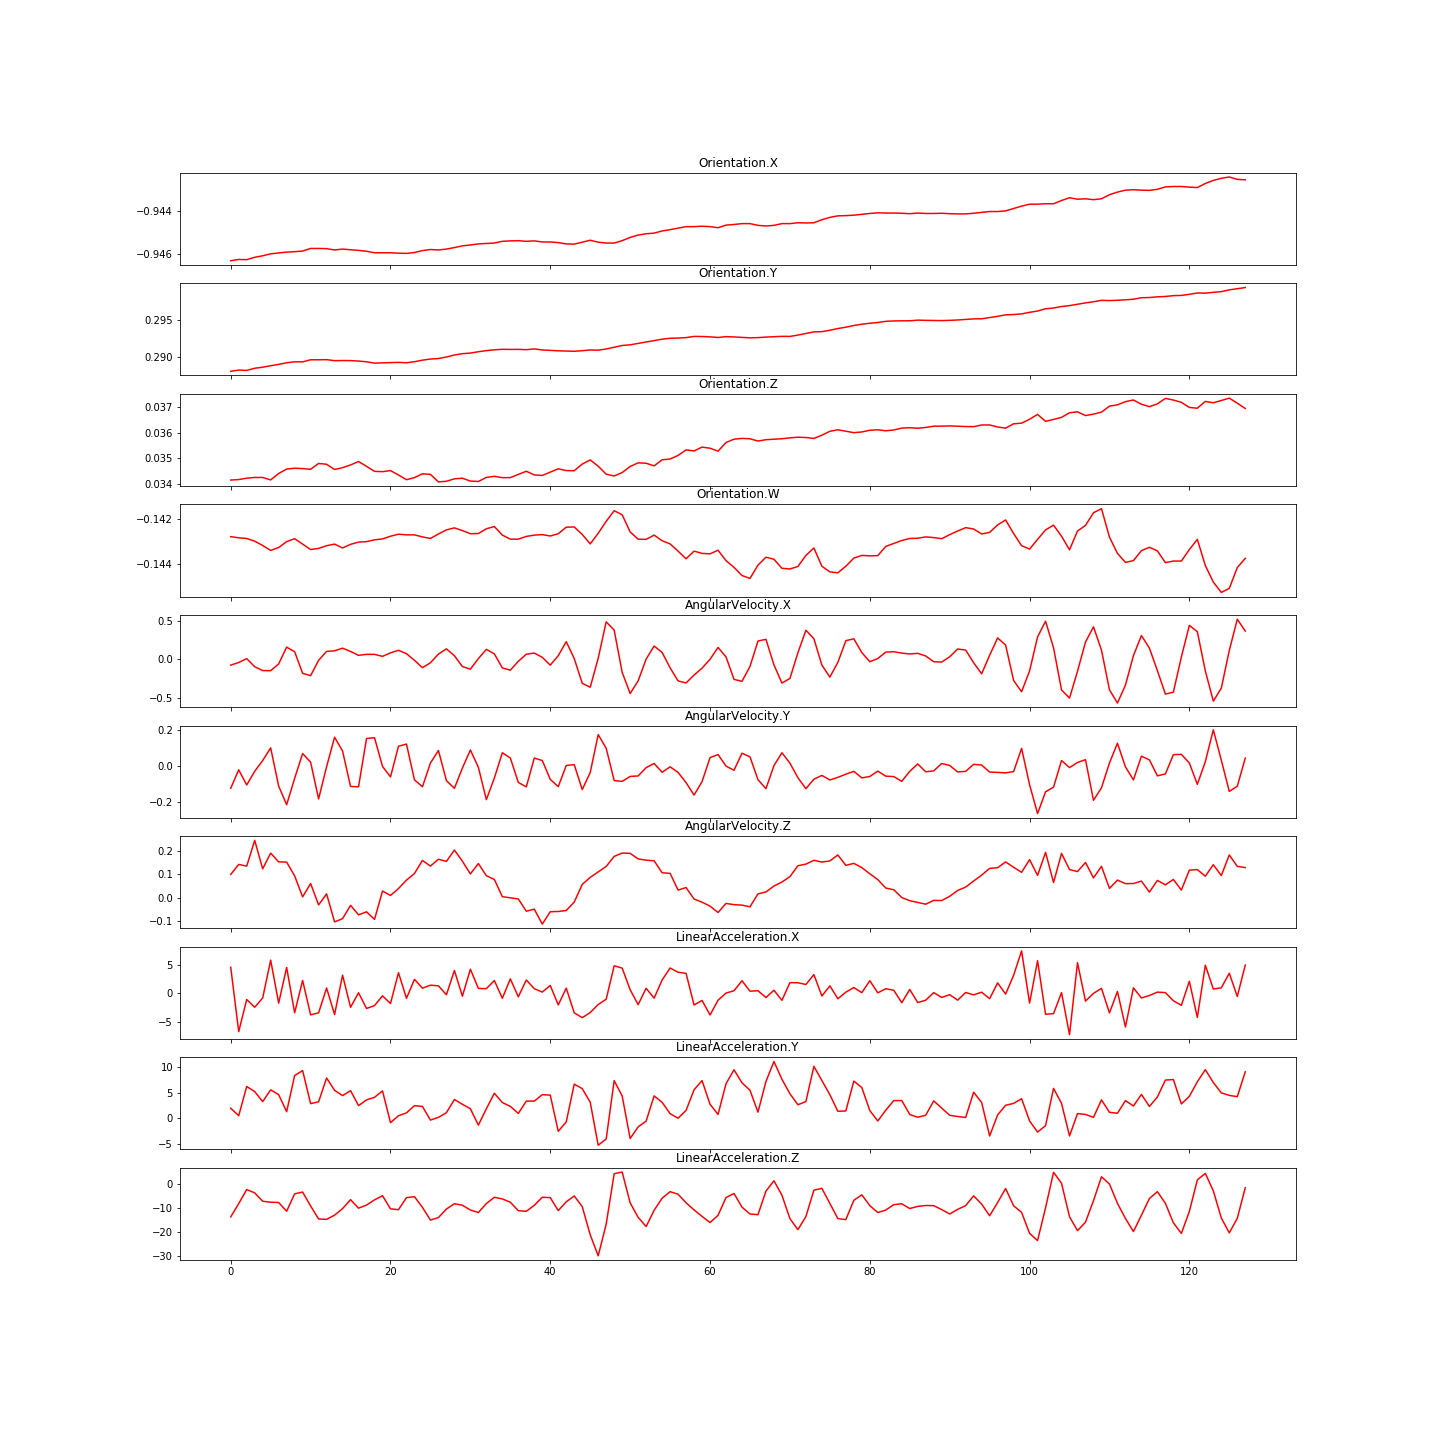 Orientation.X
−0.944
−0.946
Orientation.Y
0.295
0.290
Orientation.Z
0.037
0.036
0.035
0.034
Orientation.W
−0.142
−0.144
AngularVelocity.X
0.5
0.0
−0.5
AngularVelocity.Y
0.2
0.0
−0.2
AngularVelocity.Z
0.2
0.1
0.0
−0.1
LinearAcceleration.X
5
0
−5
LinearAcceleration.Y
10
5
0
−5
LinearAcceleration.Z
0
−10
−20
−30
0 20 40 60 80 100 120